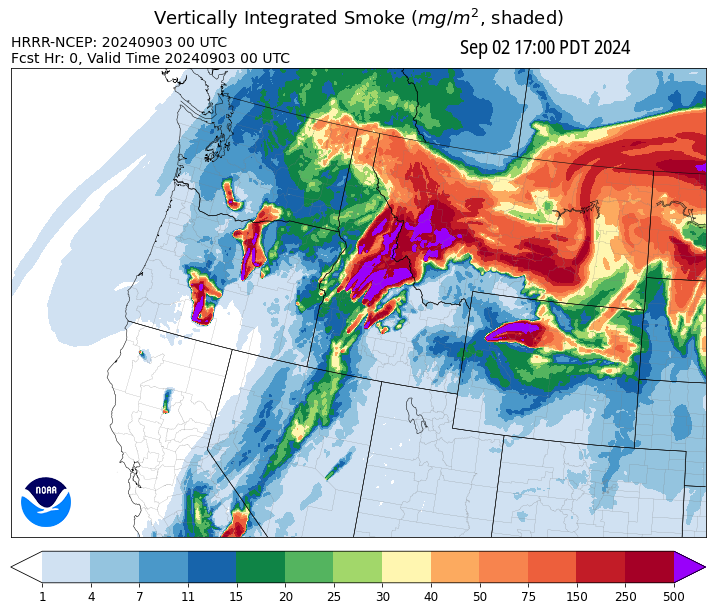 Vertically Integrated Smoke (mg/m², shaded)
HRRR-NCEP: 20240903 00 UTC
Fcst Hr: 0, Valid Time 20240903 00 UTC
Sep 02 17:00 PDT 2024
NOAA
1 4 7 11 15 20 25 30 40 50 75 150 250 500